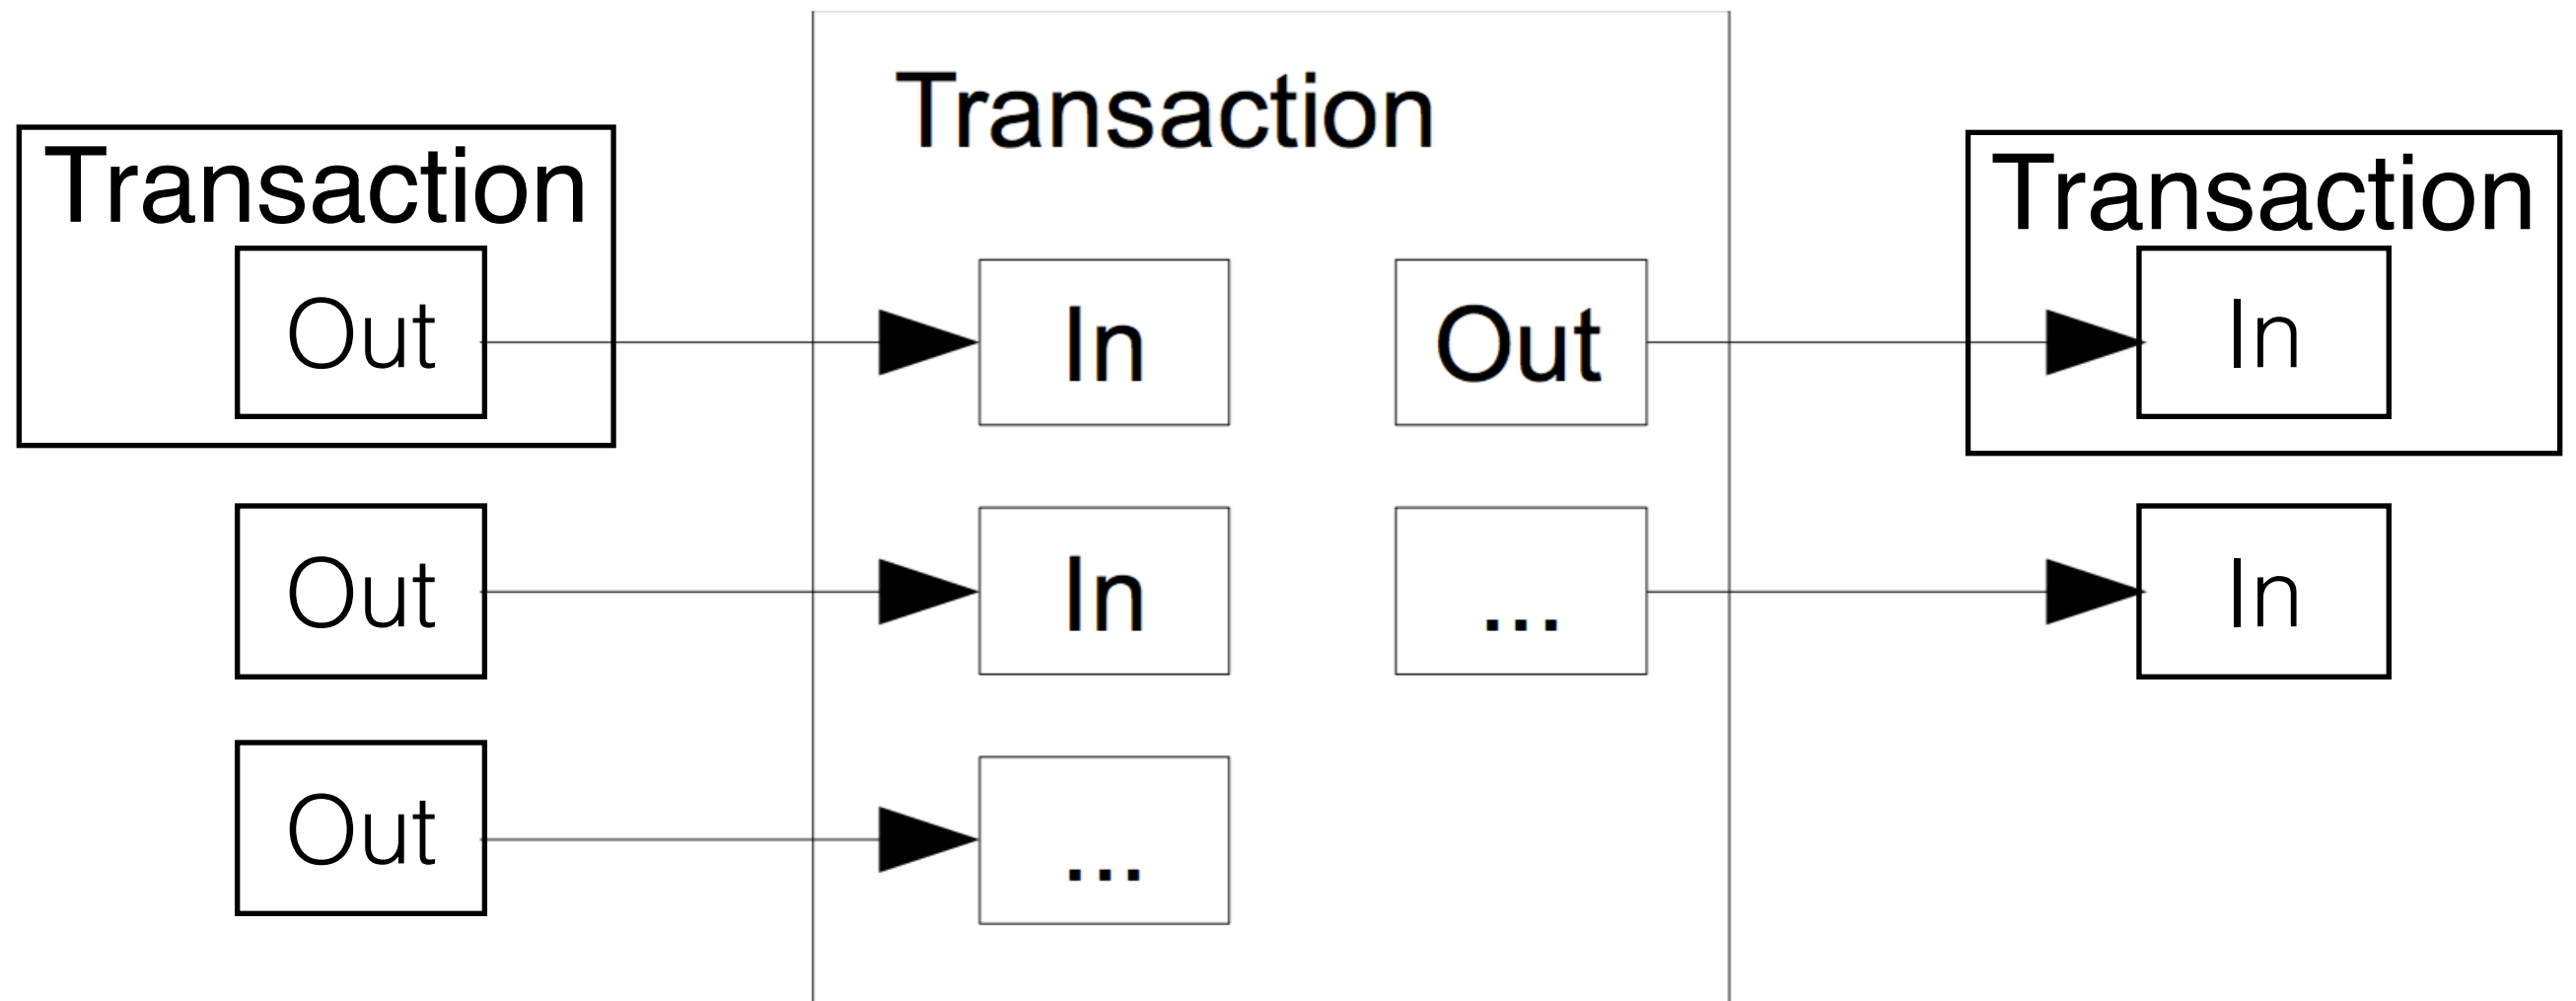 Transaction
Transaction
Transaction
Out
In
Out
In
Out
In
...
In
Out
...